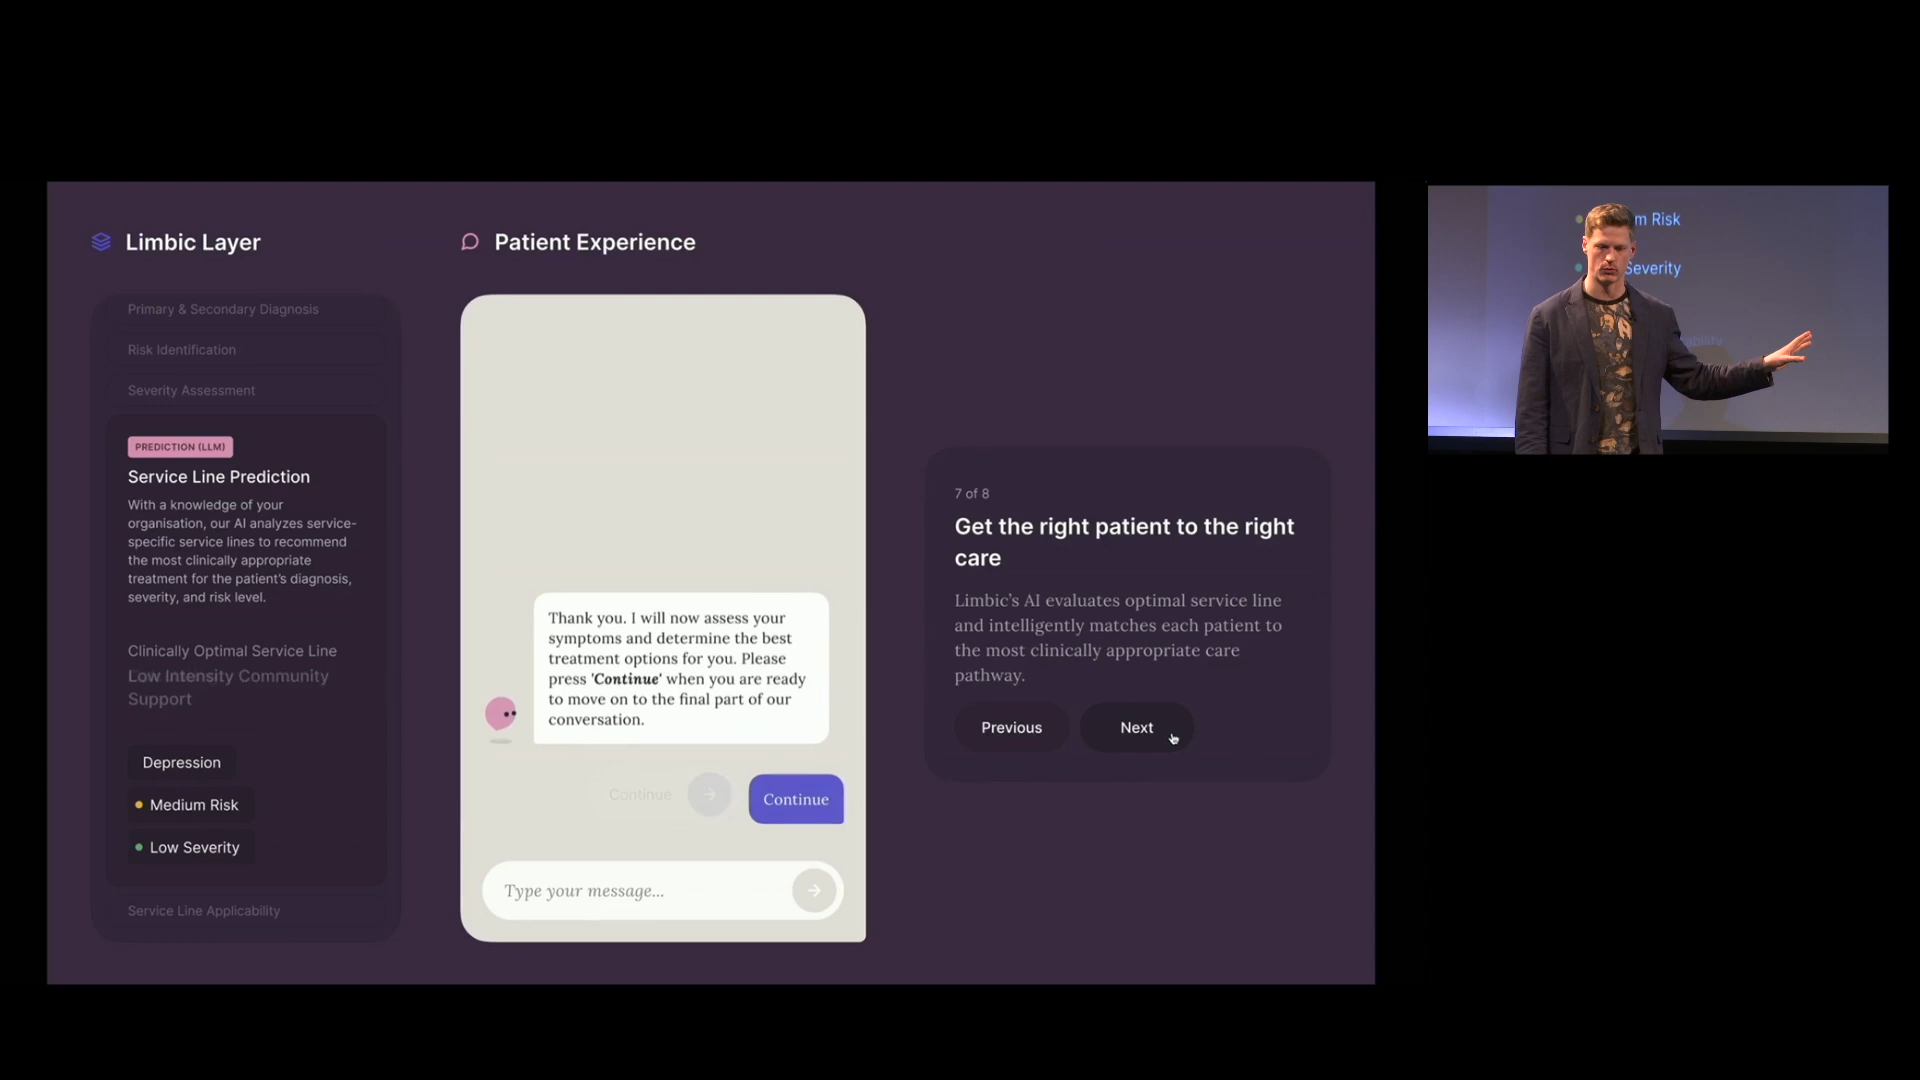 Limbic Layer
Primary & Secondary Diagnosis
Risk Identification
Severity Assessment
PREDICTION (LLM)
Service Line Prediction
With a knowledge of your
organisation, our AI analyzes service-
specific service lines to recommend
the most clinically appropriate
treatment for the patient's diagnosis,
severity, and risk level.
Clinically Optimal Service Line
Low Intensity Community
Support
Depression
Medium Risk
Low Severity
Service Line Applicability
Patient Experience
Thank you. I will now assess your
symptoms and determine the best
treatment options for you. Please
press 'Continue' when you are ready
to move on to the final part of our
conversation.
Continue
Continue
Type your message...
7 of 8
Get the right patient to the right
care
Limbic's AI evaluates optimal service line
and intelligently matches each patient to
the most clinically appropriate care
pathway.
Previous
Next
m Risk
Severity